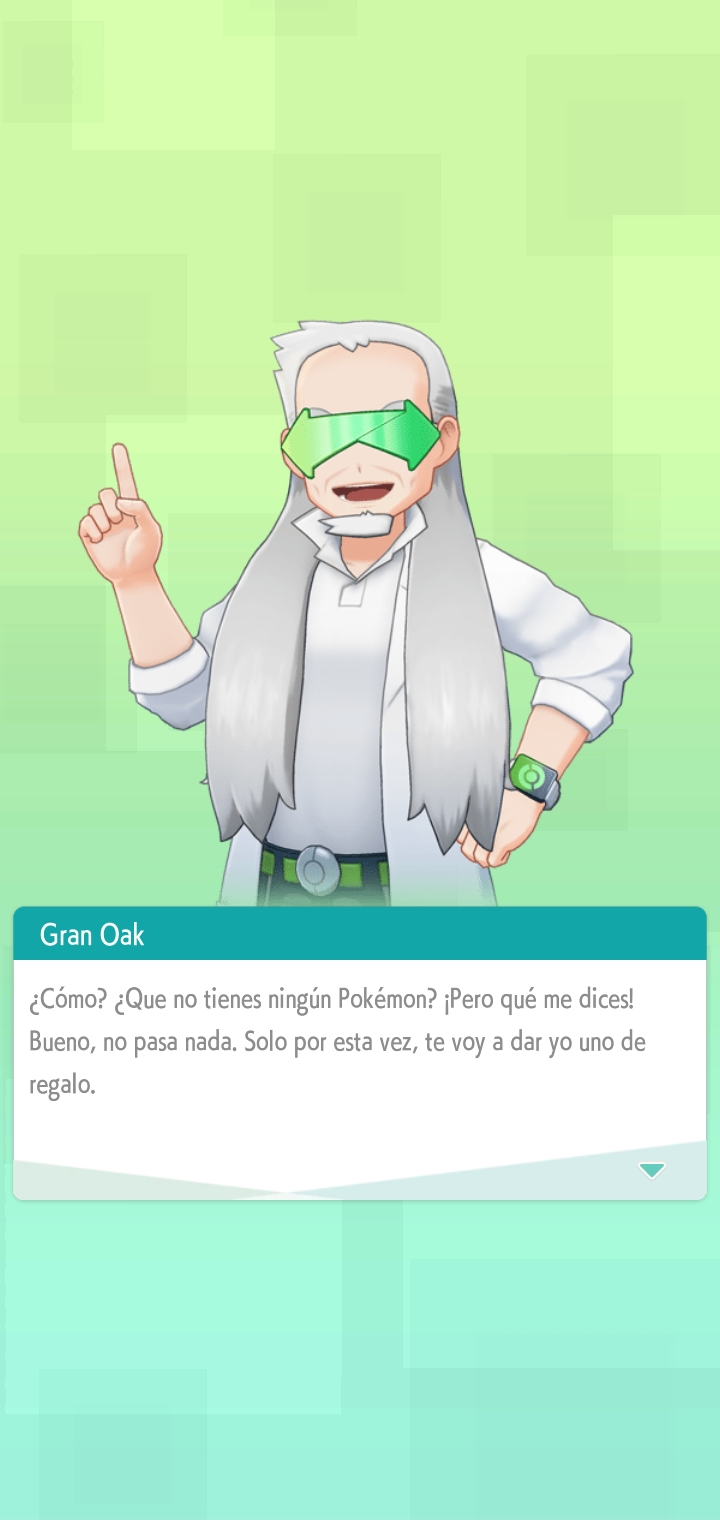 Gran Oak
¿Cómo? ¿Que no tienes ningún Pokémon? ¡Pero qué me dices!
Bueno, no pasa nada. Solo por esta vez, te voy a dar yo uno de
regalo.